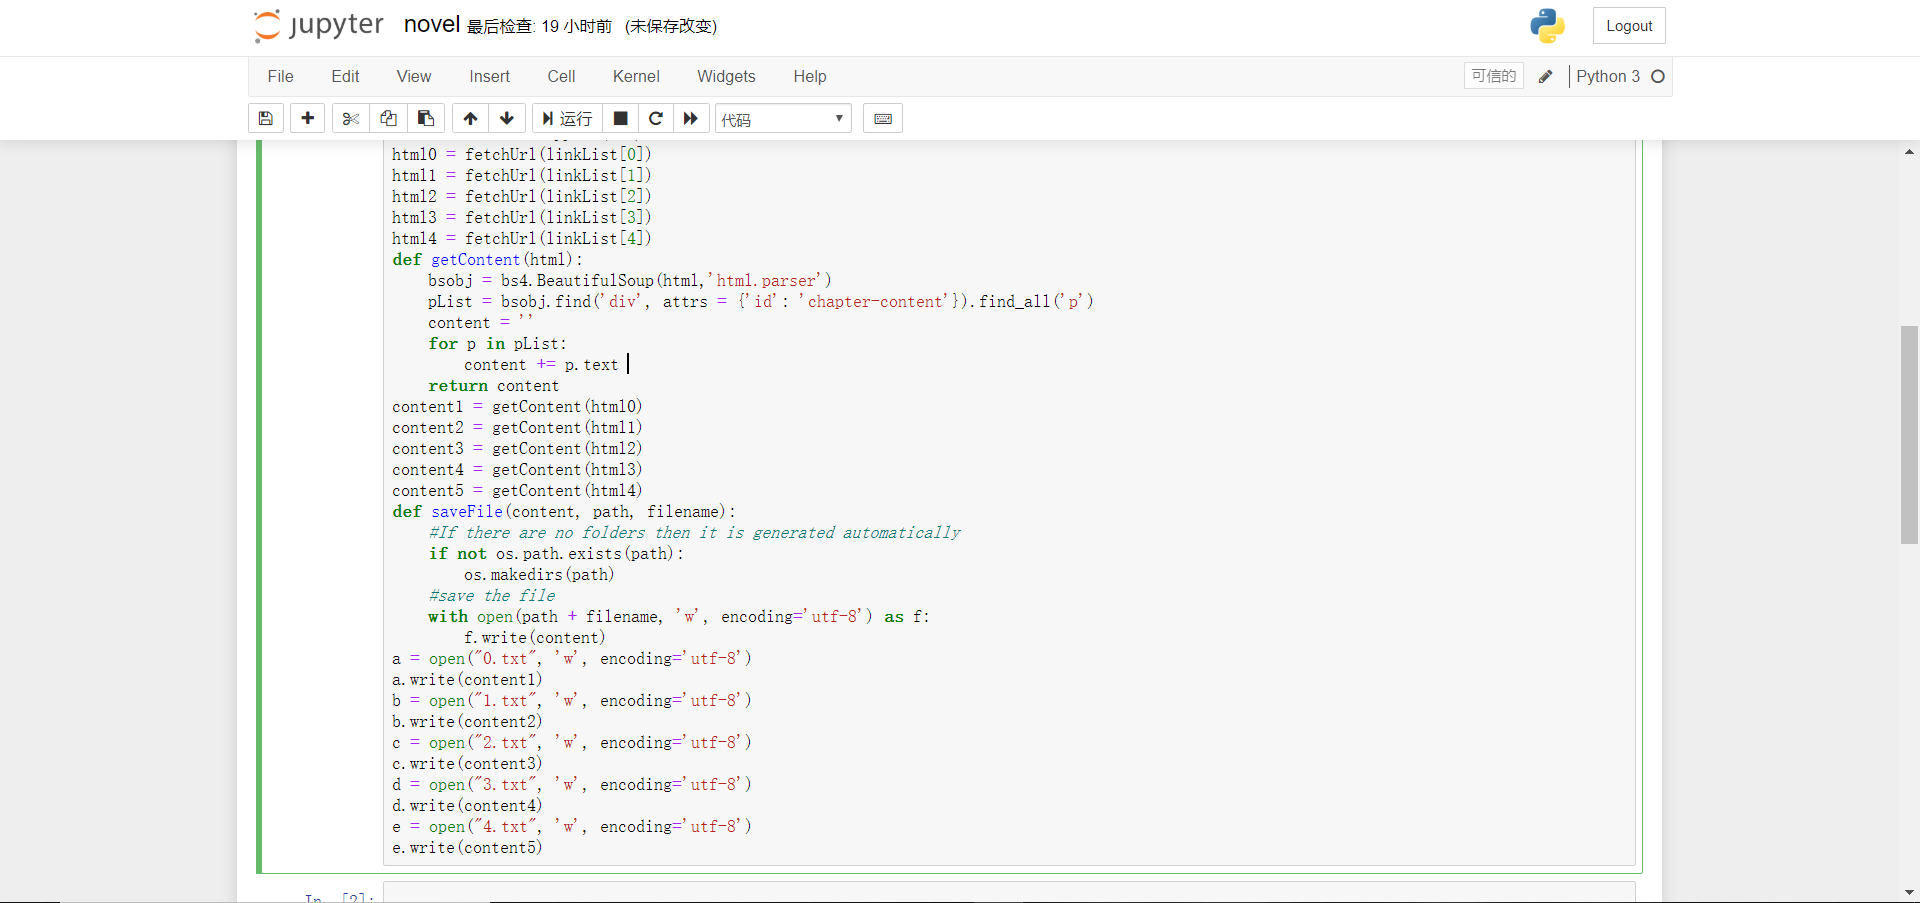 jupyter novel 最后检查: 19 小时前 (未保存改变) Logout
File Edit View Insert Cell Kernel Widgets Help 可信的 Python 3
运行 代码
html0 = fetchUrl(linkList[0])
html1 = fetchUrl(linkList[1])
html2 = fetchUrl(linkList[2])
html3 = fetchUrl(linkList[3])
html4 = fetchUrl(linkList[4])
def getContent(html):
    bsobj = bs4.BeautifulSoup(html,'html.parser')
    pList = bsobj.find('div', attrs = {'id': 'chapter-content'}).find_all('p')
    content = ''
    for p in pList:
        content += p.text
    return content
content1 = getContent(html0)
content2 = getContent(html1)
content3 = getContent(html2)
content4 = getContent(html3)
content5 = getContent(html4)
def saveFile(content, path, filename):
    #If there are no folders then it is generated automatically
    if not os.path.exists(path):
        os.makedirs(path)
    #save the file
    with open(path + filename, 'w', encoding='utf-8') as f:
        f.write(content)
a = open("0.txt", 'w', encoding='utf-8')
a.write(content1)
b = open("1.txt", 'w', encoding='utf-8')
b.write(content2)
c = open("2.txt", 'w', encoding='utf-8')
c.write(content3)
d = open("3.txt", 'w', encoding='utf-8')
d.write(content4)
e = open("4.txt", 'w', encoding='utf-8')
e.write(content5)
In [2]: